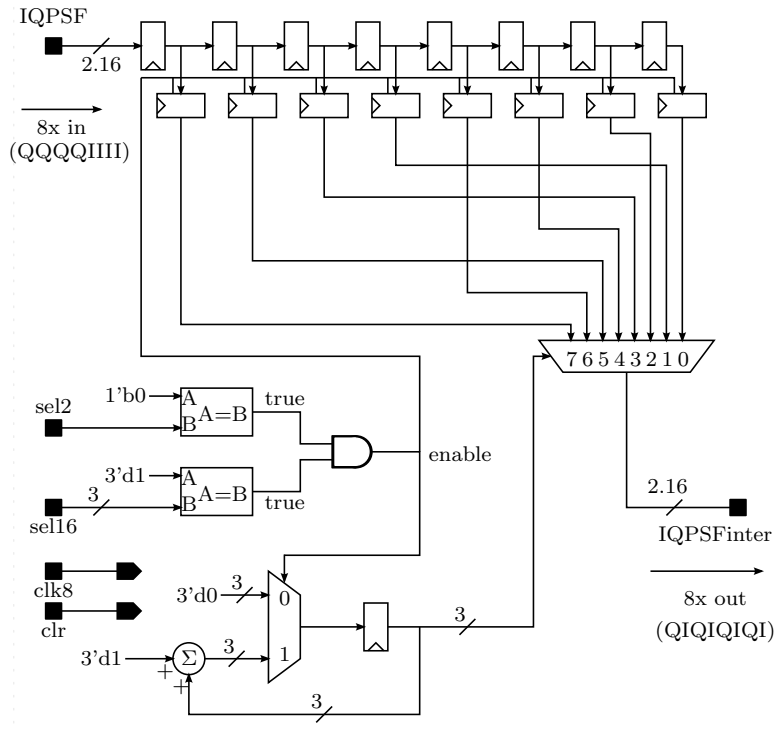 IQPSF
2.16
8x in
(QQQQIIII)
7 6 5 4 3 2 1 0
1'b0
A
true
sel2
A=B
B
enable
3'd1
A
3
A=B
B
true
sel16
2.16
IQPSFinter
8x out
(QIQIQIQI)
clk8
clr
3'd0
3
0
3
3'd1
Σ
3
1
+
+
3